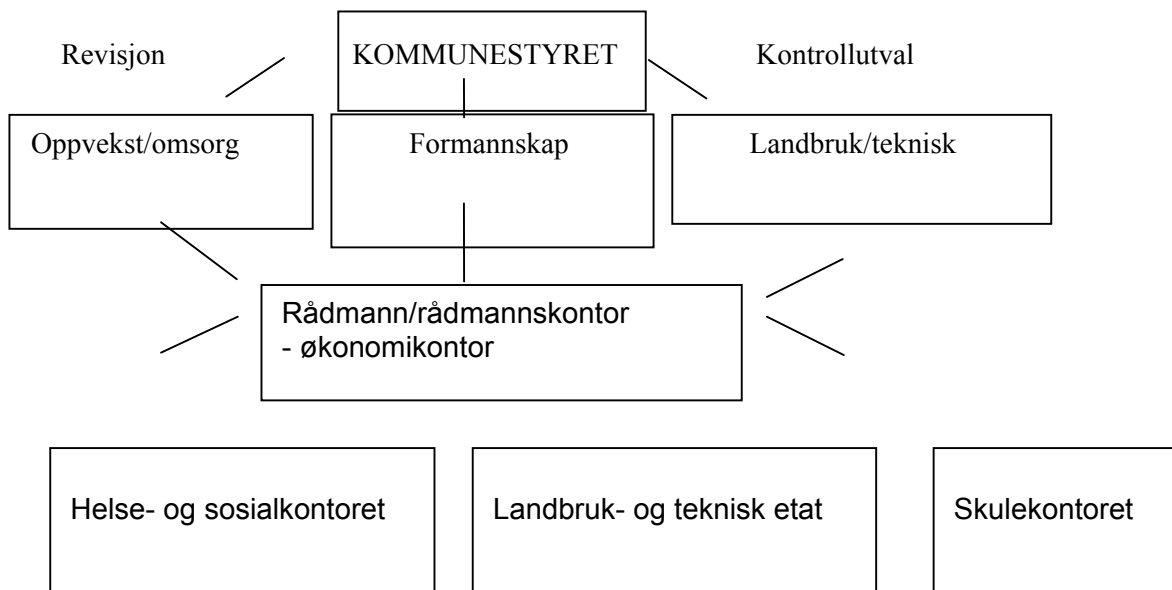 Revisjon
KOMMUNESTYRET
Kontrollutval
Oppvekst/omsorg
Formannskap
Landbruk/teknisk
Rådmann/rådmannskontor
- økonomikontor
Helse- og sosialkontoret
Landbruk- og teknisk etat
Skulekontoret